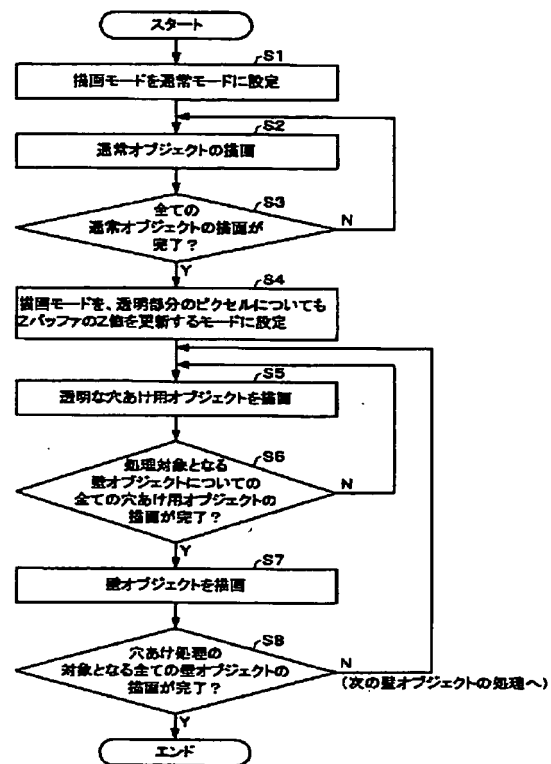 スタート
S1
描画モードを通常モードに設定
S2
通常オブジェクトの描画
S3
全ての
通常オブジェクトの描画が
完了?
N
Y
S4
描画モードを、透明部分のピクセルについても
Zバッファの乙値を更新するモードに設定
S5
透明な穴あけ用オブジェクトを描画
S6
処理対象となる
壁オブジェクトについての
全ての穴あけ用オブジェクトの
描画が完了?
N
Y
S7
壁オブジェクトを描画
S8
穴あけ処理の
対象となる全ての壁オブジェクトの
描画が完了?
N
(次の壁オブジェクトの処理へ)
Y
エンド